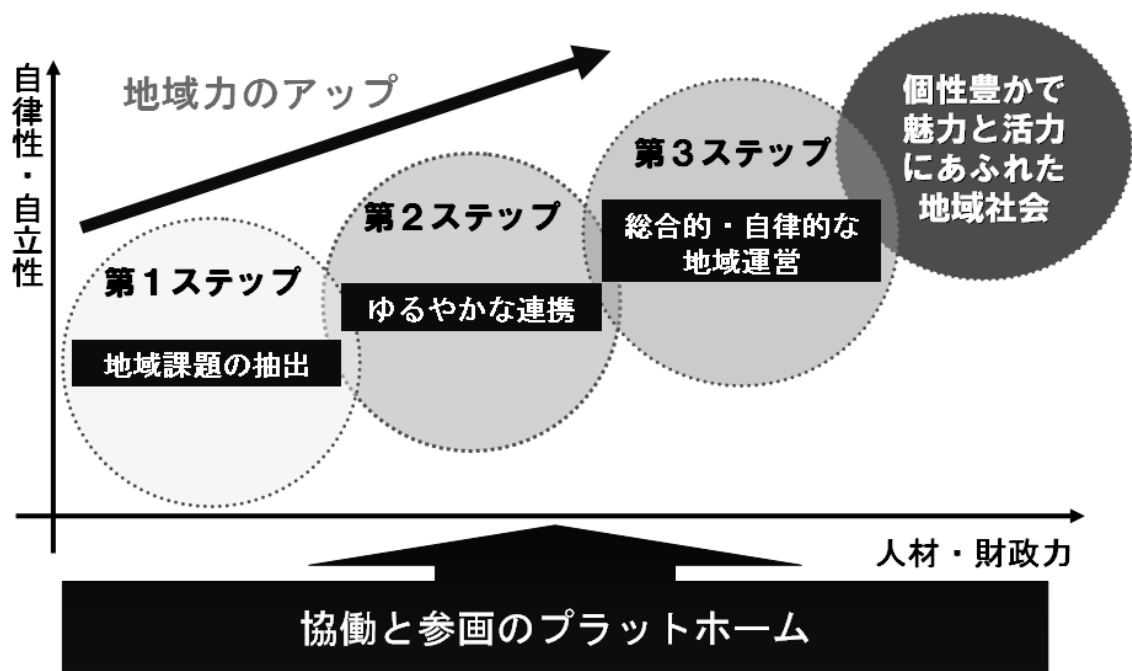 自律性・自立性
地域力のアップ
第１ステップ
地域課題の抽出
第２ステップ
ゆるやかな連携
第３ステップ
総合的・自律的な
地域運営
個性豊かで
魅力と活力
にあふれた
地域社会
人材・財政力
協働と参画のプラットホーム